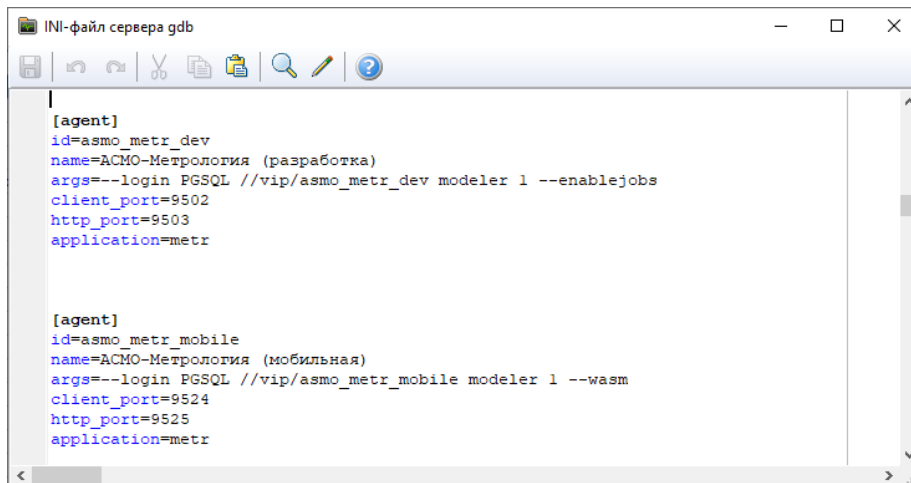 INI-файл сервера gdb
[agent]
id=asmo_metr_dev
name=АСМО-Метрология (разработка)
args=--login PGSQL //vip/asmo_metr_dev modeler 1 --enablejobs
client_port=9502
http_port=9503
application=metr
[agent]
id=asmo_metr_mobile
name=АСМО-Метрология (мобильная)
args=--login PGSQL //vip/asmo_metr_mobile modeler 1 --wasm
client_port=9524
http_port=9525
application=metr